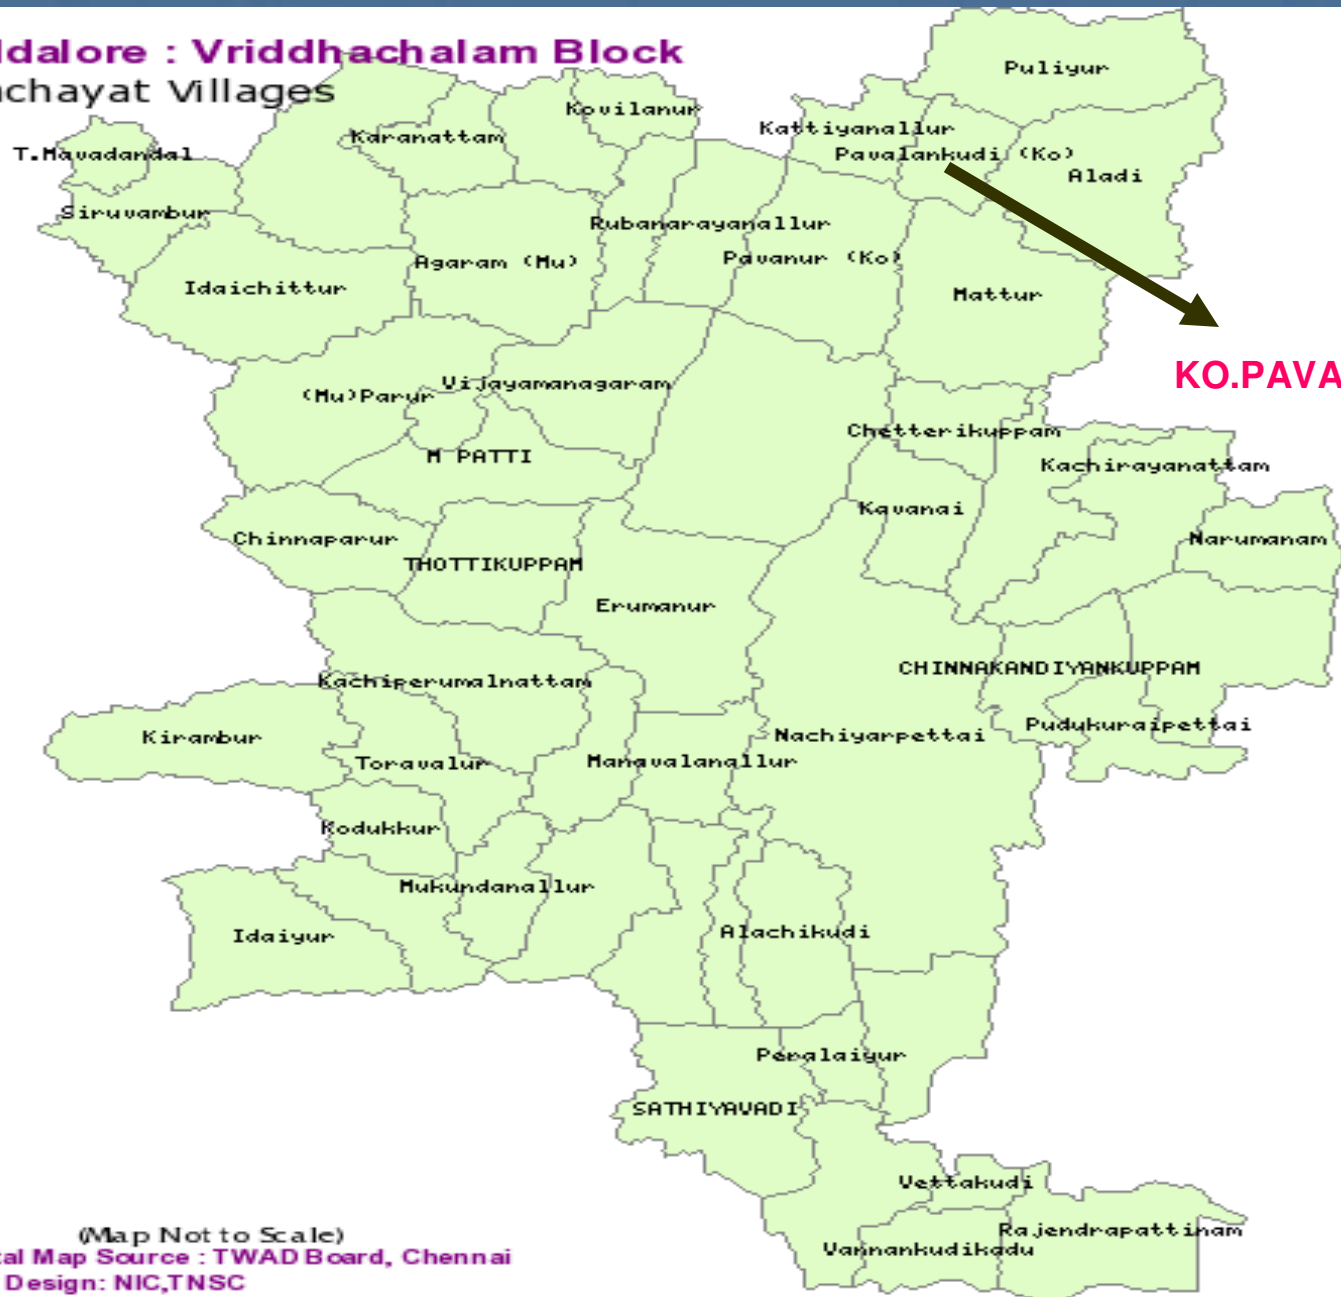 ddalore : Vriddhachalam Block
nchayat Villages
Puliyur
Kovilanur
Kattiyanallur
Karanattam
T.Mavadandal
Pavalankudi (Ko)
Aladi
Siruvambur
Rubanarayanallur
Agaram (Mu)
Pavanur (Ko)
Idaichittur
Mattur
KO.PAVA
Vijayamanagaram
(Mu)Parur
Chetterikuppam
M PATTI
Kachirayanattam
Kavanai
Chinnaparur
Narumanam
THOTTIKUPPAM
Erumanur
CHINNAKANDIYANKUPPAM
Kachiperumalnattam
Pudukuraipettai
Kirambur
Nachiyarpettai
Toravalur
Manavalanallur
Kodukkur
Mukundanallur
Idaiyur
Alachikudi
Peralaiyur
SATHIYAVADI
Vettakudi
Rajendrapattinam
Vannankudikadu
(Map Not to Scale)
tal Map Source : TWAD Board, Chennai
Design: NIC,TNSC